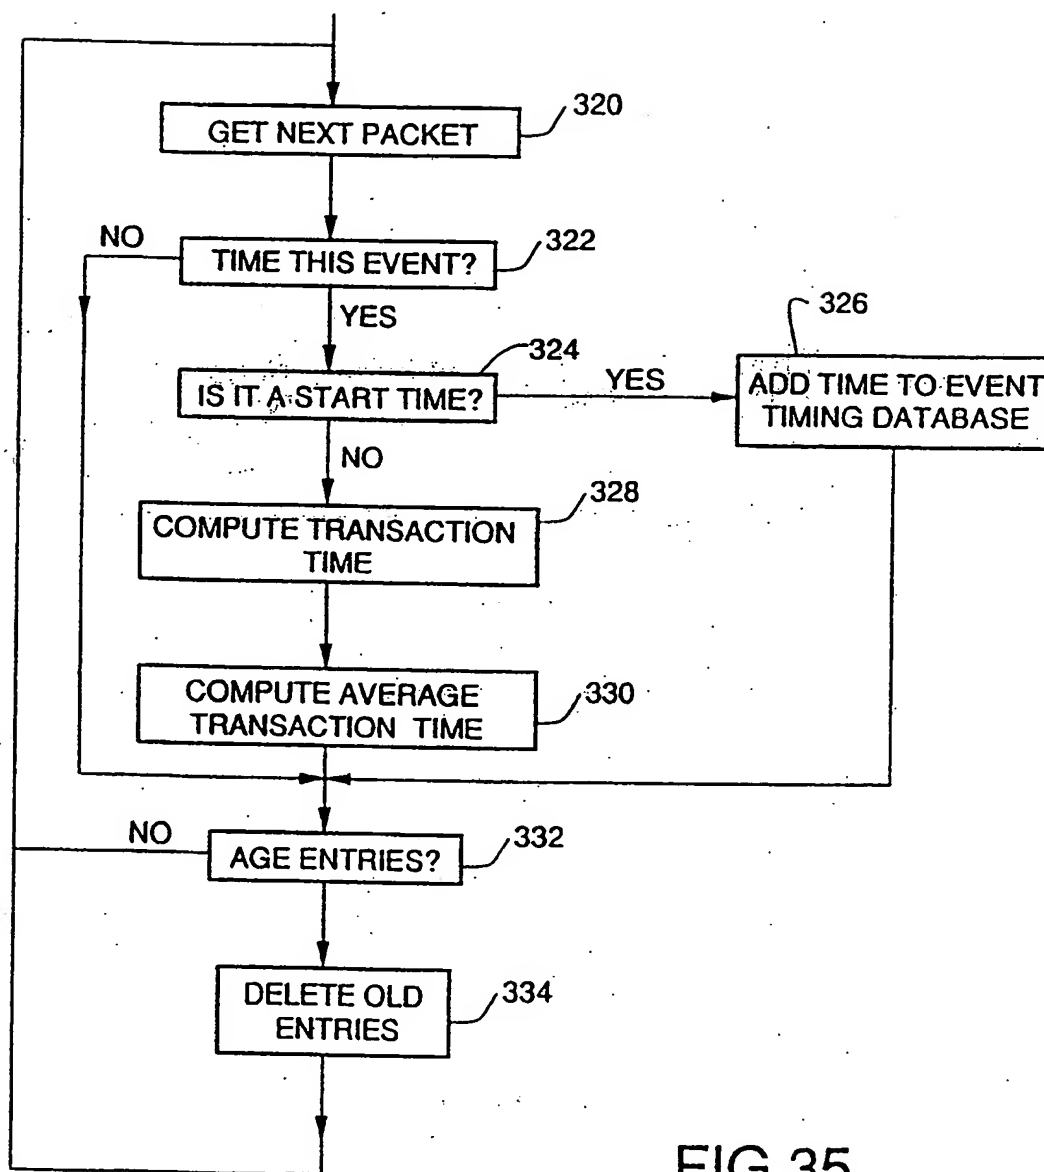 320
GET NEXT PACKET
NO
322
TIME THIS EVENT?
YES
324
326
IS IT A START TIME?
YES
ADD TIME TO EVENT
TIMING DATABASE
NO
328
COMPUTE TRANSACTION
TIME
COMPUTE AVERAGE
TRANSACTION TIME
330
NO
332
AGE ENTRIES?
DELETE OLD
ENTRIES
334
FIG 35